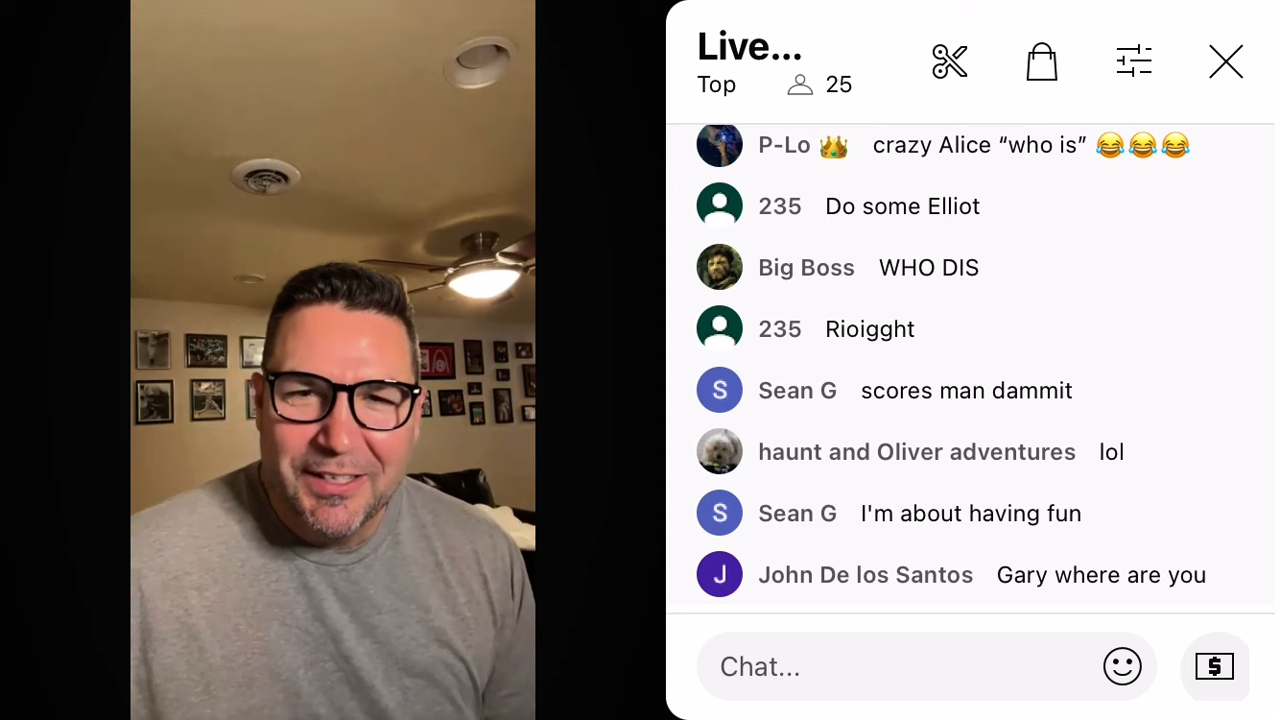 Live...
Top 25
P-Lo 👑 crazy Alice “who is” 😂😂😂
235 Do some Elliot
Big Boss WHO DIS
235 Rioigght
S Sean G scores man dammit
haunt and Oliver adventures lol
S Sean G I'm about having fun
J John De los Santos Gary where are you
Chat...
$